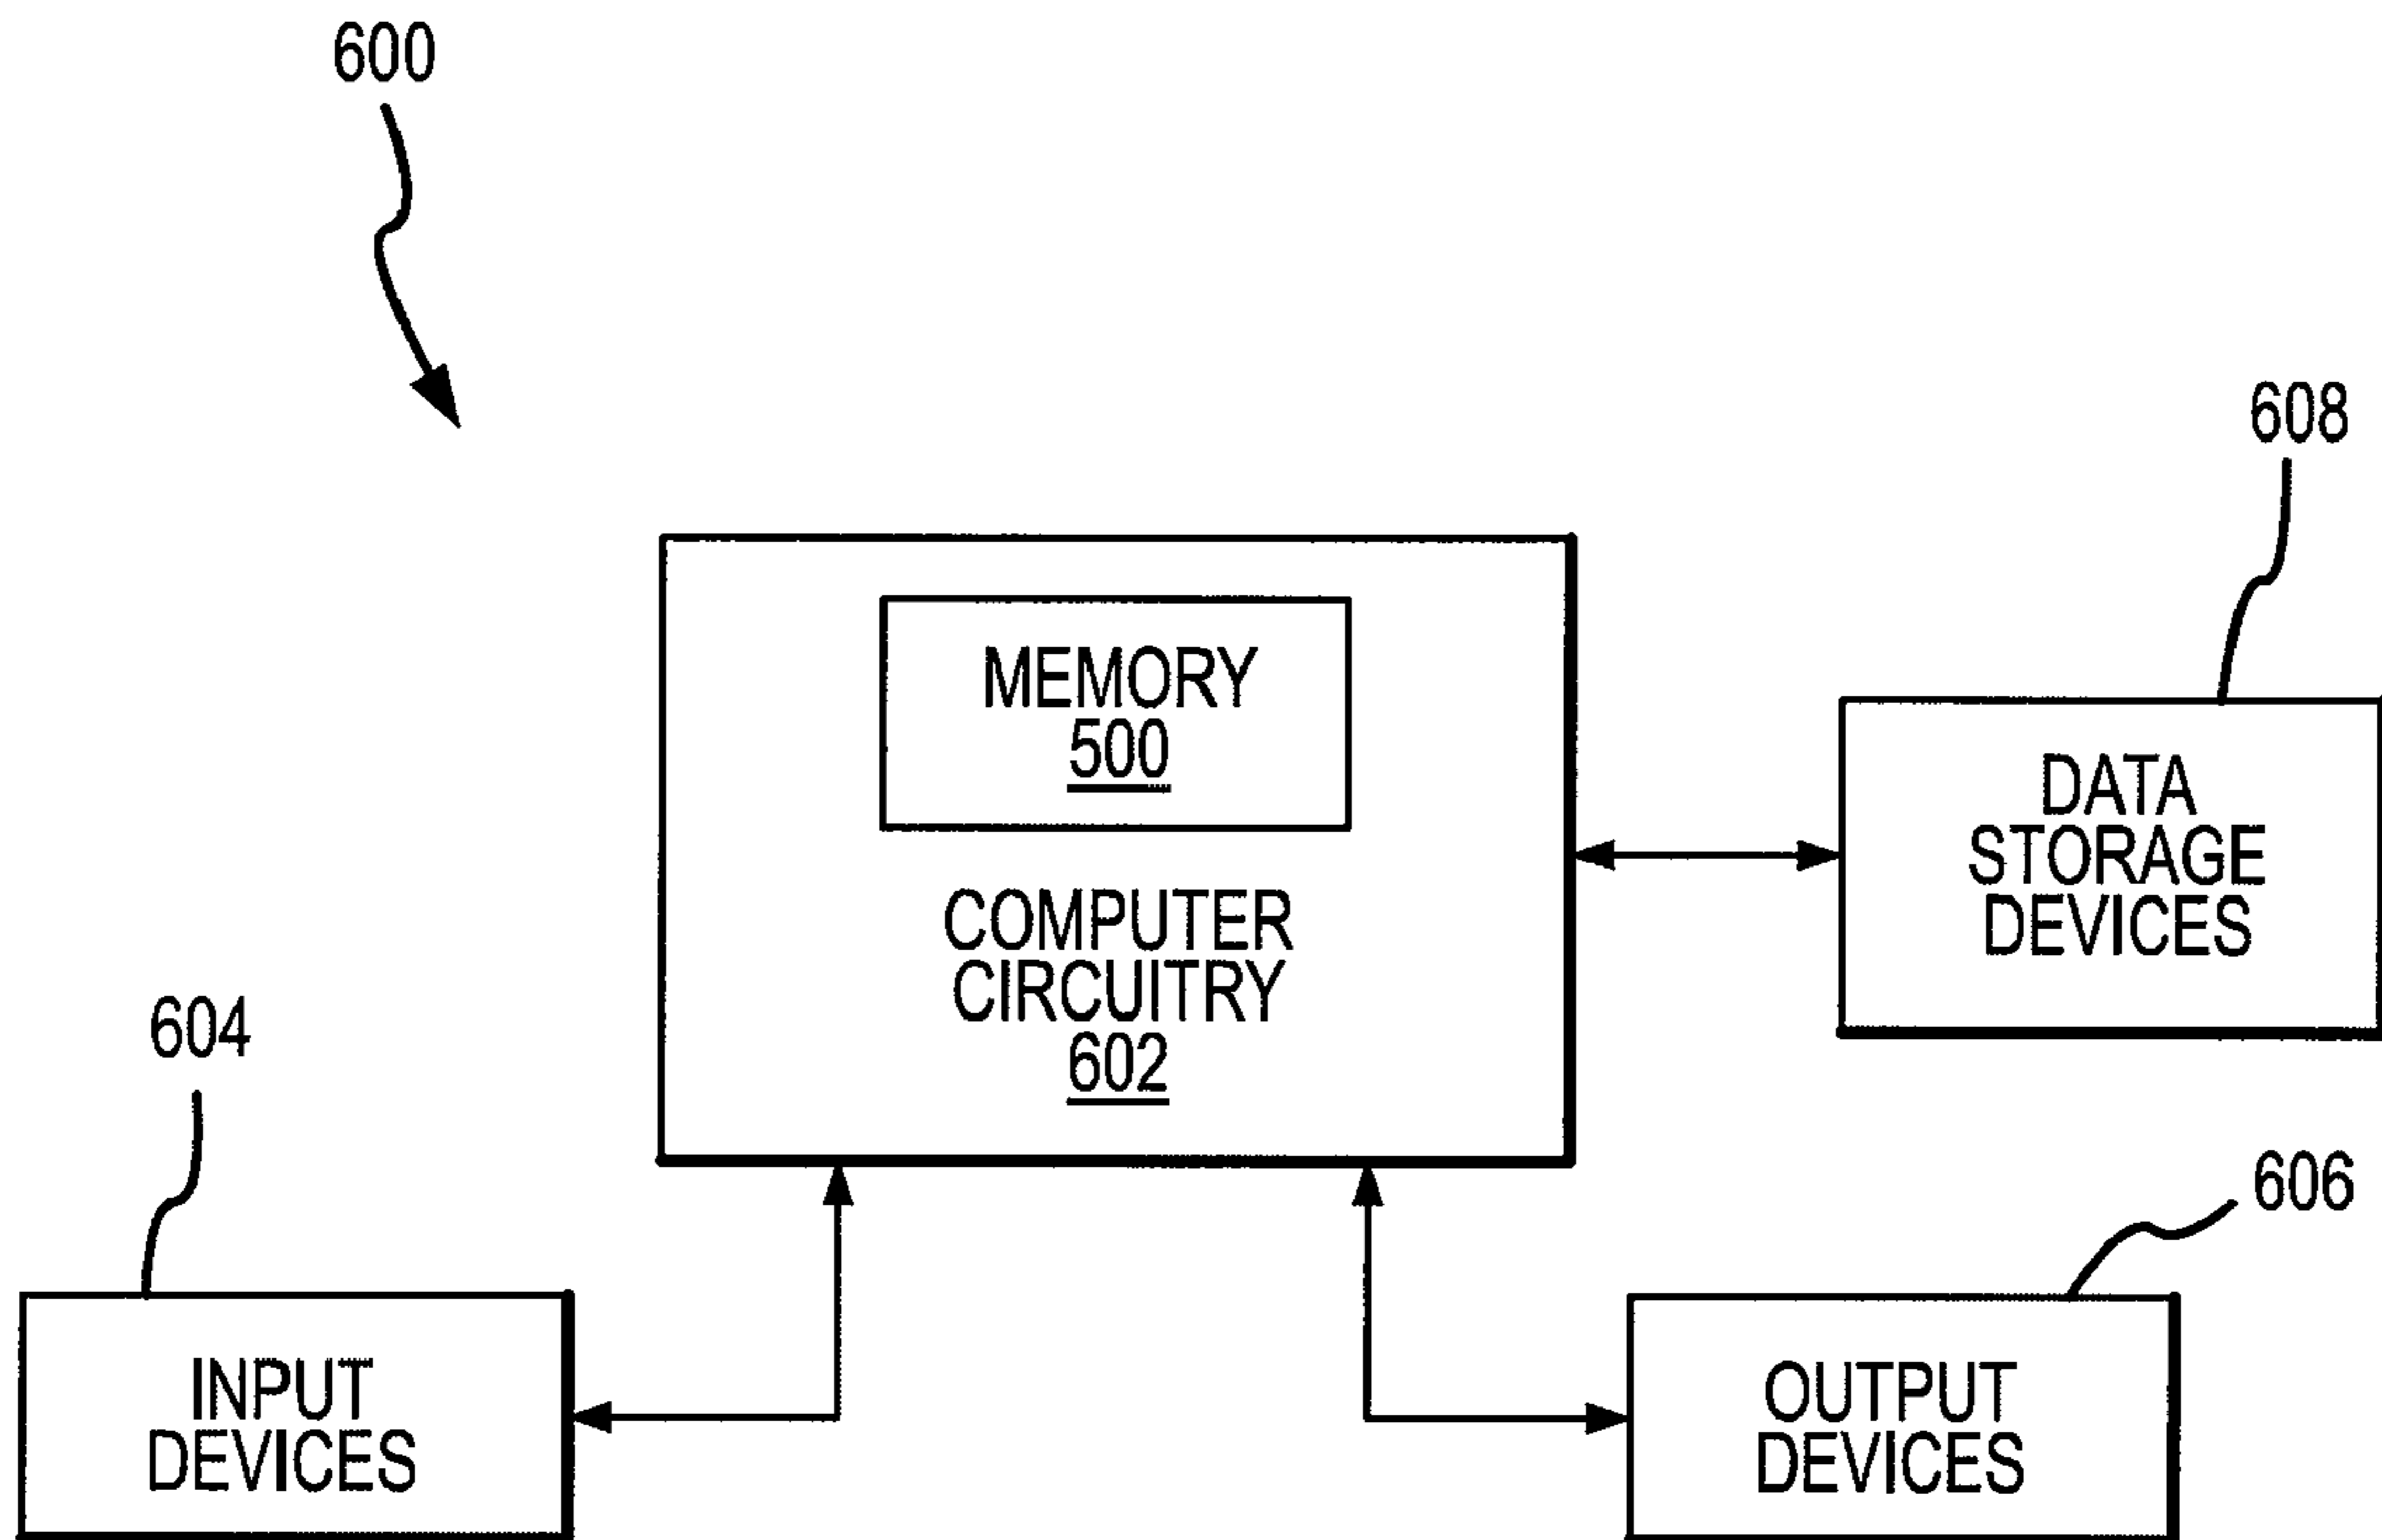 600
608
MEMORY
500
DATA
STORAGE
DEVICES
COMPUTER
CIRCUITRY
602
604
606
INPUT
DEVICES
OUTPUT
DEVICES